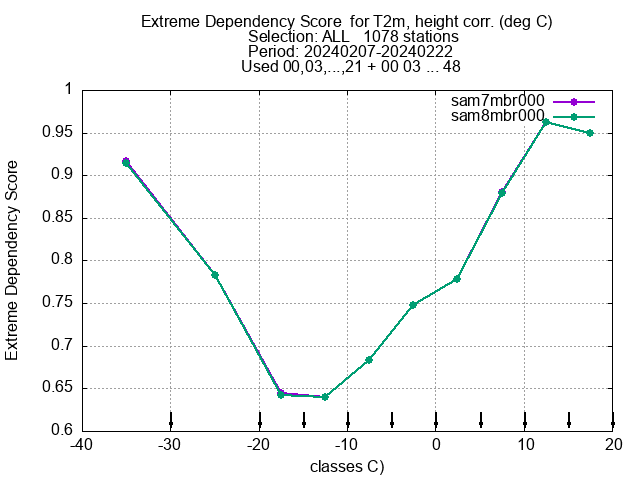 Extreme Dependency Score  for T2m, height corr. (deg C)
Selection: ALL   1078 stations
Period: 20240207-20240222
Used 00,03,...,21 + 00 03 ... 48
sam7mbr000
sam8mbr000
Extreme Dependency Score
1
0.95
0.9
0.85
0.8
0.75
0.7
0.65
0.6
-40 -30 -20 -10 0 10 20
classes C)